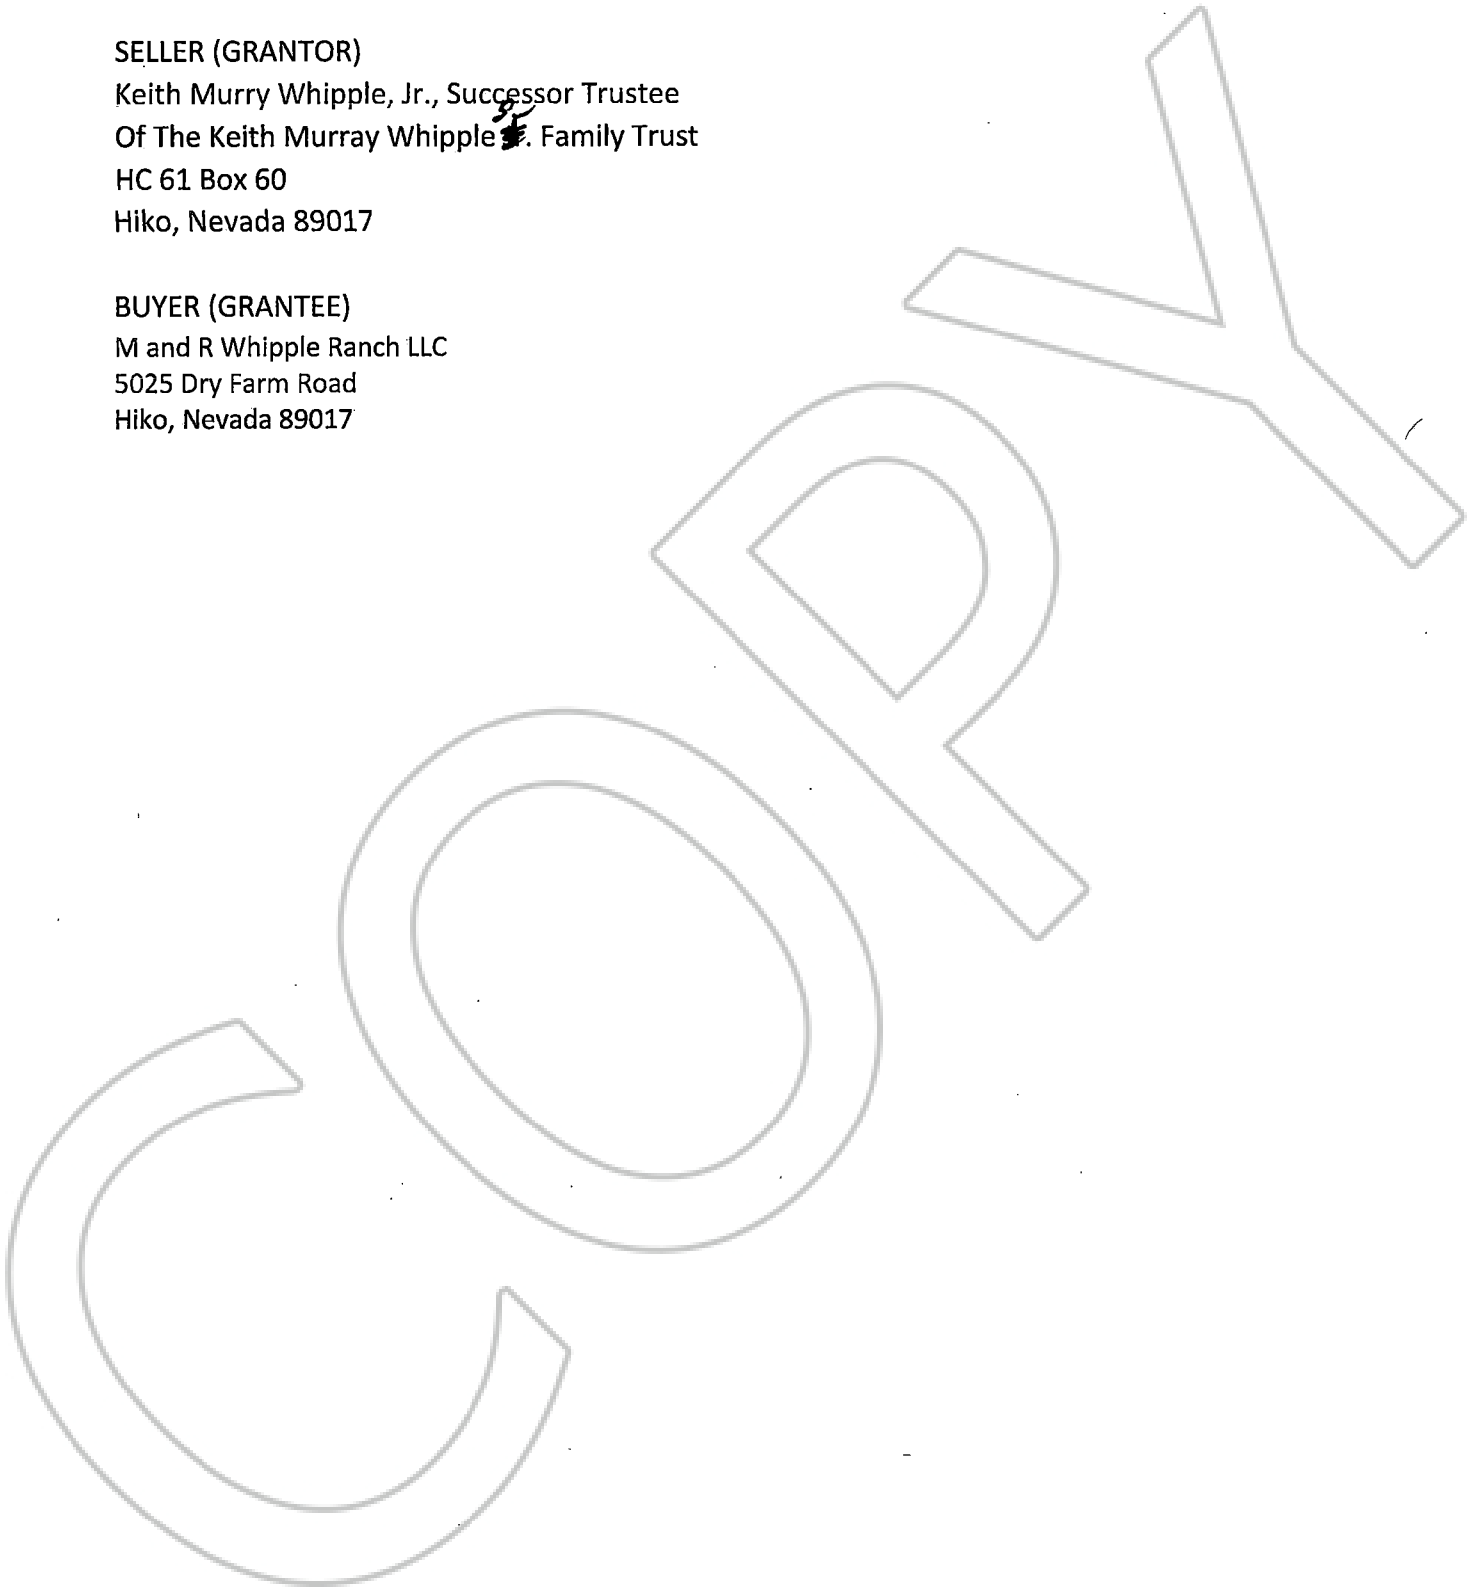 SELLER (GRANTOR)
Keith Murry Whipple, Jr., Successor Trustee
Of The Keith Murray Whipple Sr. Family Trust
HC 61 Box 60
Hiko, Nevada 89017
BUYER (GRANTEE)
M and R Whipple Ranch LLC
5025 Dry Farm Road
Hiko, Nevada 89017
COPY